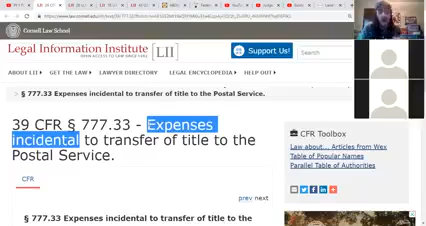 Cornell Law School
Legal Information Institute [LII]
OPEN ACCESS TO LAW SINCE 1992
Support Us!
Search
ABOUT LII GET THE LAW LAWYER DIRECTORY LEGAL ENCYCLOPEDIA HELP OUT
> § 777.33 Expenses incidental to transfer of title to the Postal Service.
39 CFR § 777.33 - Expenses
incidental to transfer of title to the
Postal Service.
CFR
prev next
§ 777.33 Expenses incidental to transfer of title to the
CFR Toolbox
Law about... Articles from Wex
Table of Popular Names
Parallel Table of Authorities